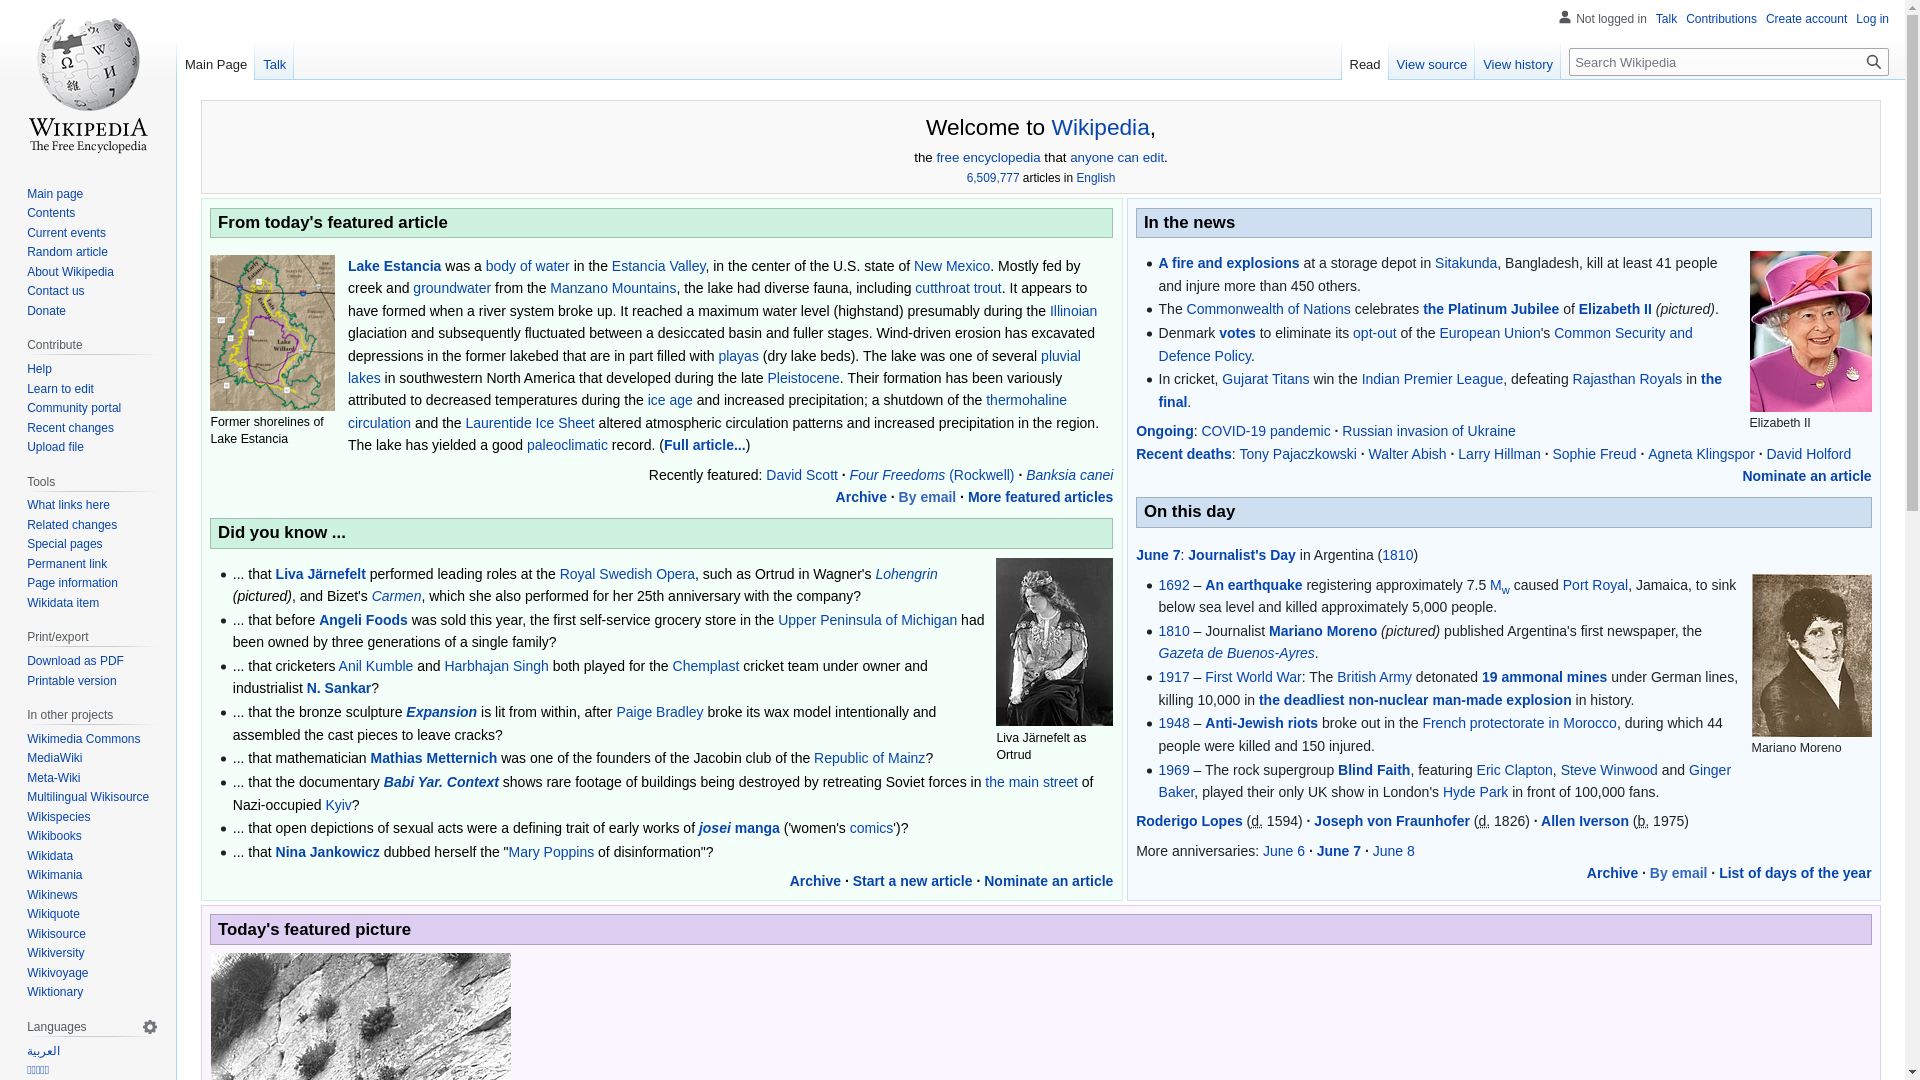 WIKIPEDIA
The Free Encyclopedia
Main page
Contents
Current events
Random article
About Wikipedia
Contact us
Donate
Contribute
Help
Learn to edit
Community portal
Recent changes
Upload file
Tools
What links here
Related changes
Special pages
Permanent link
Page information
Wikidata item
Print/export
Download as PDF
Printable version
In other projects
Wikimedia Commons
MediaWiki
Meta-Wiki
Multilingual Wikisource
Wikispecies
Wikibooks
Wikidata
Wikimania
Wikinews
Wikiquote
Wikisource
Wikiversity
Wikivoyage
Wiktionary
Languages
العربية
Not logged in Talk Contributions Create account Log in
Main Page Talk
Read View source View history Search Wikipedia
Welcome to Wikipedia,
the free encyclopedia that anyone can edit.
6,509,777 articles in English
From today's featured article
Former shorelines of
Lake Estancia
Lake Estancia was a body of water in the Estancia Valley, in the center of the U.S. state of New Mexico. Mostly fed by
creek and groundwater from the Manzano Mountains, the lake had diverse fauna, including cutthroat trout. It appears to
have formed when a river system broke up. It reached a maximum water level (highstand) presumably during the Illinoian
glaciation and subsequently fluctuated between a desiccated basin and fuller stages. Wind-driven erosion has excavated
depressions in the former lakebed that are in part filled with playas (dry lake beds). The lake was one of several pluvial
lakes in southwestern North America that developed during the late Pleistocene. Their formation has been variously
attributed to decreased temperatures during the ice age and increased precipitation; a shutdown of the thermohaline
circulation and the Laurentide Ice Sheet altered atmospheric circulation patterns and increased precipitation in the region.
The lake has yielded a good paleoclimatic record. (Full article...)
Recently featured: David Scott · Four Freedoms (Rockwell) · Banksia canei
Archive · By email · More featured articles
Did you know ...
... that Liva Järnefelt performed leading roles at the Royal Swedish Opera, such as Ortrud in Wagner's Lohengrin
(pictured), and Bizet's Carmen, which she also performed for her 25th anniversary with the company?
... that before Angeli Foods was sold this year, the first self-service grocery store in the Upper Peninsula of Michigan had
been owned by three generations of a single family?
... that cricketers Anil Kumble and Harbhajan Singh both played for the Chemplast cricket team under owner and
industrialist N. Sankar?
... that the bronze sculpture Expansion is lit from within, after Paige Bradley broke its wax model intentionally and
assembled the cast pieces to leave cracks?
... that mathematician Mathias Metternich was one of the founders of the Jacobin club of the Republic of Mainz?
... that the documentary Babi Yar. Context shows rare footage of buildings being destroyed by retreating Soviet forces in the main street of
Nazi-occupied Kyiv?
... that open depictions of sexual acts were a defining trait of early works of josei manga ('women's comics')?
... that Nina Jankowicz dubbed herself the "Mary Poppins of disinformation"?
Liva Järnefelt as
Ortrud
Archive · Start a new article · Nominate an article
In the news
A fire and explosions at a storage depot in Sitakunda, Bangladesh, kill at least 41 people
and injure more than 450 others.
The Commonwealth of Nations celebrates the Platinum Jubilee of Elizabeth II (pictured).
Denmark votes to eliminate its opt-out of the European Union's Common Security and
Defence Policy.
In cricket, Gujarat Titans win the Indian Premier League, defeating Rajasthan Royals in the
final.
Elizabeth II
Ongoing: COVID-19 pandemic · Russian invasion of Ukraine
Recent deaths: Tony Pajaczkowski · Walter Abish · Larry Hillman · Sophie Freud · Agneta Klingspor · David Holford
Nominate an article
On this day
June 7: Journalist's Day in Argentina (1810)
1692 – An earthquake registering approximately 7.5 Mw caused Port Royal, Jamaica, to sink
below sea level and killed approximately 5,000 people.
1810 – Journalist Mariano Moreno (pictured) published Argentina's first newspaper, the
Gazeta de Buenos-Ayres.
1917 – First World War: The British Army detonated 19 ammonal mines under German lines,
killing 10,000 in the deadliest non-nuclear man-made explosion in history.
1948 – Anti-Jewish riots broke out in the French protectorate in Morocco, during which 44
people were killed and 150 injured.
1969 – The rock supergroup Blind Faith, featuring Eric Clapton, Steve Winwood and Ginger
Baker, played their only UK show in London's Hyde Park in front of 100,000 fans.
Mariano Moreno
Roderigo Lopes (d. 1594) · Joseph von Fraunhofer (d. 1826) · Allen Iverson (b. 1975)
More anniversaries: June 6 · June 7 · June 8
Archive · By email · List of days of the year
Today's featured picture